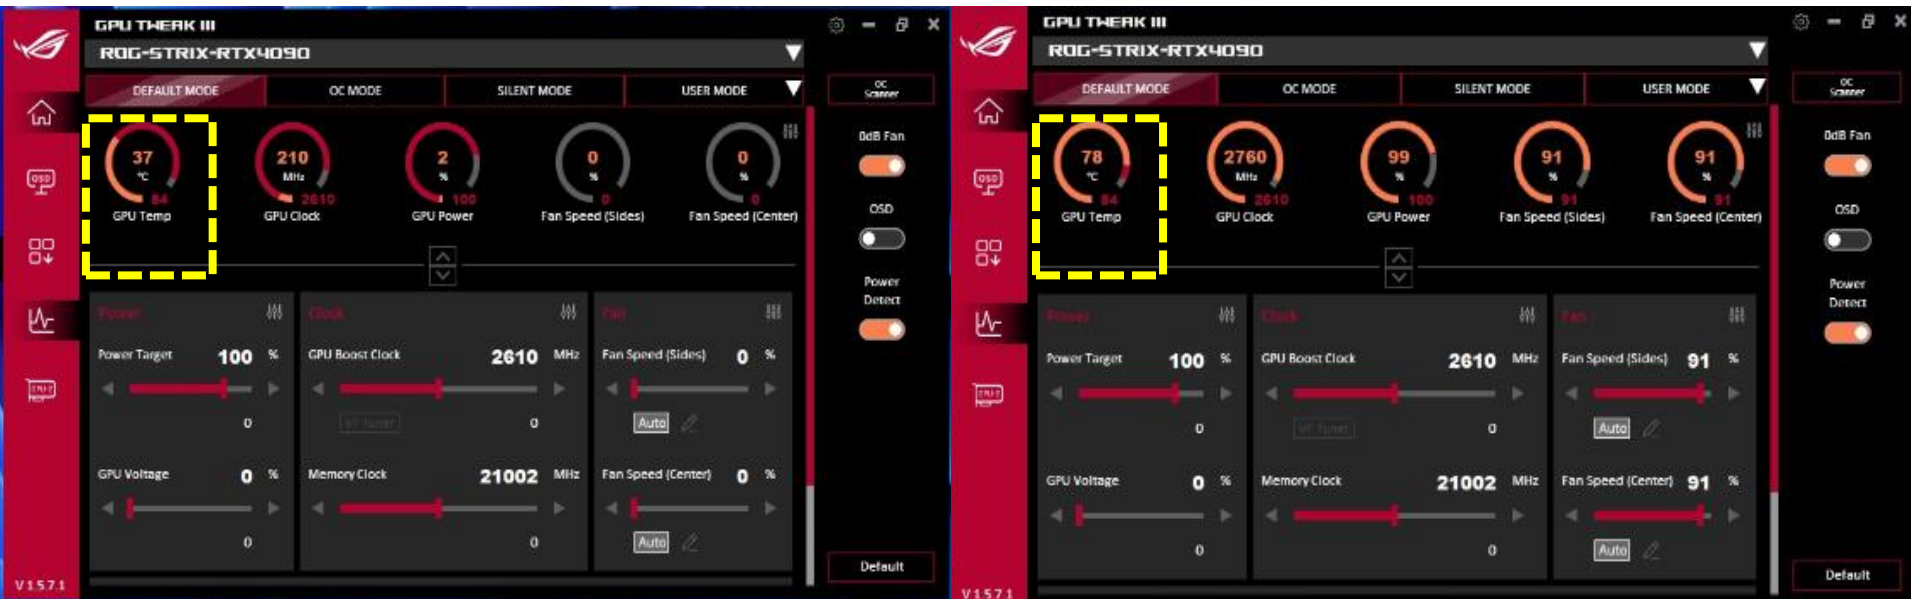 GPU TWEAK III
ROG-STRIX-RTX4090
DEFAULT MODE OC MODE SILENT MODE USER MODE
OC Scanner
37 °C 84 GPU Temp
210 MHz 2610 GPU Clock
2 % 100 GPU Power
0 % 0 Fan Speed (Sides)
0 % 0 Fan Speed (Center)
0dB Fan
OSD
OSD
Power Detect
Power
Power Target 100 %
0
GPU Voltage 0 %
0
Clock
GPU Boost Clock 2610 MHz
VF Tuner 0
Memory Clock 21002 MHz
0
Fan
Fan Speed (Sides) 0 %
Auto
Fan Speed (Center) 0 %
Auto
Default
V1.5.7.1
GPU TWEAK III
ROG-STRIX-RTX4090
DEFAULT MODE OC MODE SILENT MODE USER MODE
OC Scanner
78 °C 84 GPU Temp
2760 MHz 2610 GPU Clock
99 % 100 GPU Power
91 % 91 Fan Speed (Sides)
91 % 91 Fan Speed (Center)
0dB Fan
OSD
OSD
Power Detect
Power
Power Target 100 %
0
GPU Voltage 0 %
0
Clock
GPU Boost Clock 2610 MHz
VF Tuner 0
Memory Clock 21002 MHz
0
Fan
Fan Speed (Sides) 91 %
Auto
Fan Speed (Center) 91 %
Auto
Default
V1.5.7.1